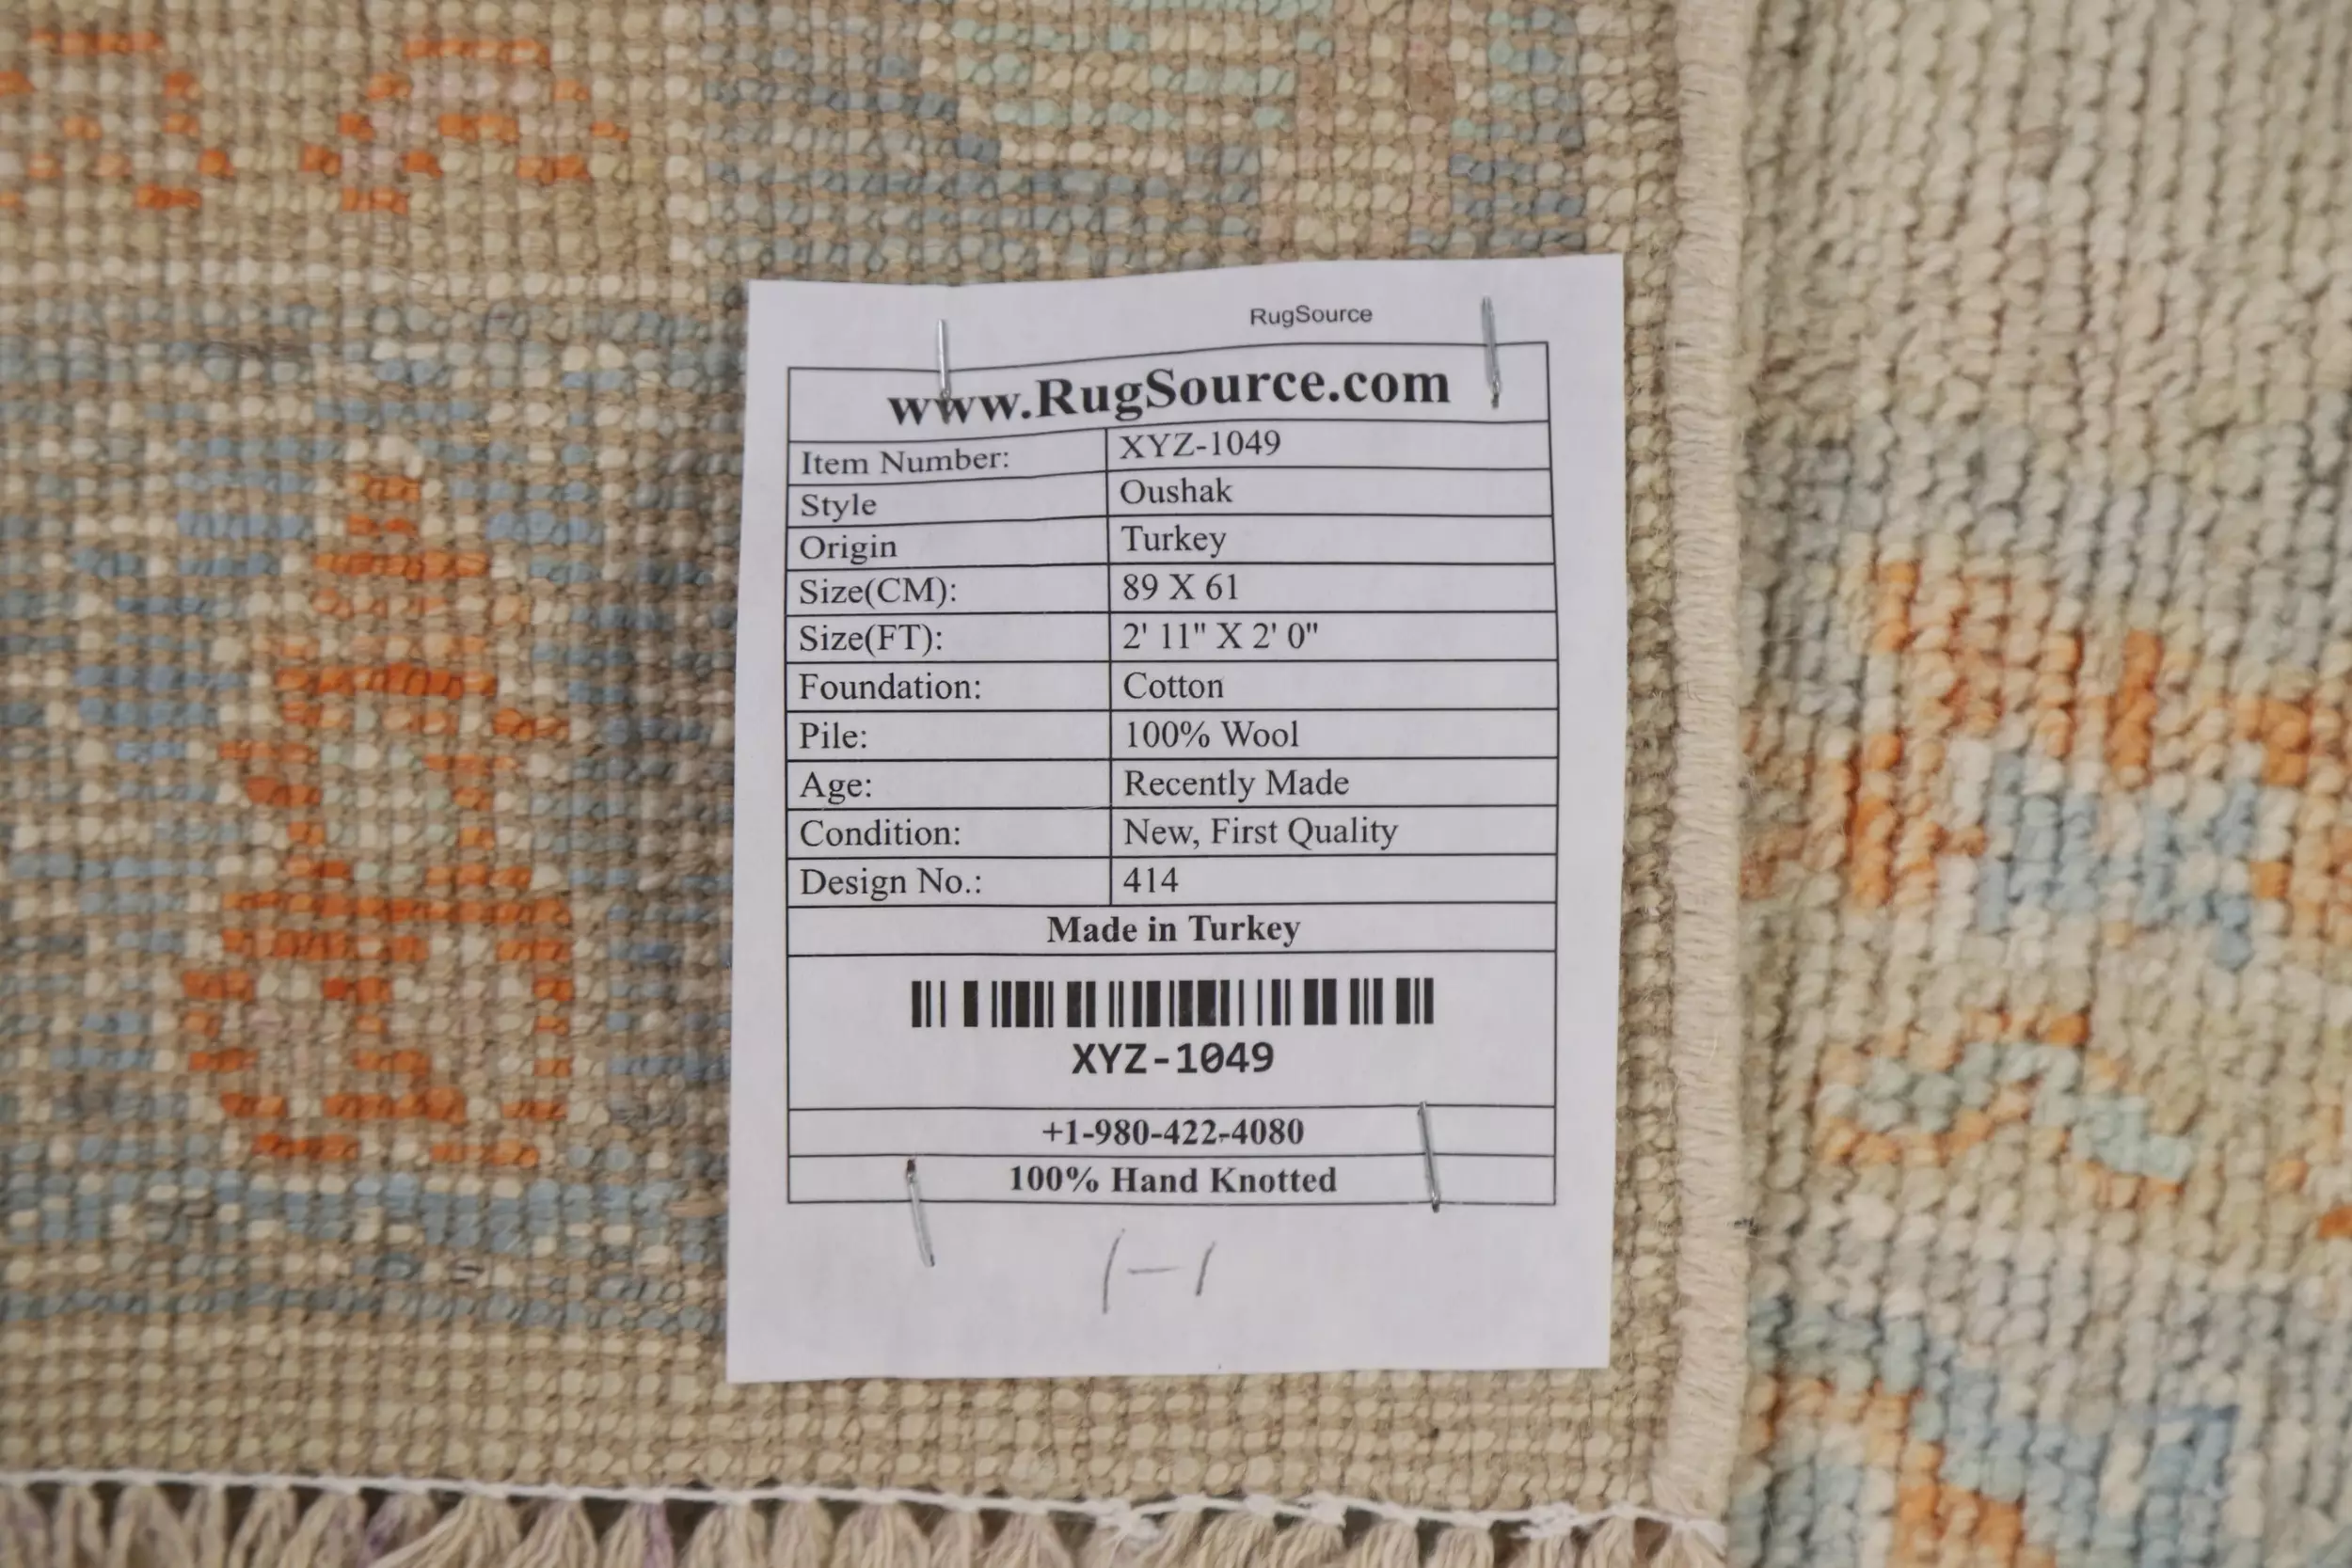 RugSource
www.RugSource.com
Item Number: XYZ-1049
Style Oushak
Origin Turkey
Size(CM): 89 X 61
Size(FT): 2' 11" X 2' 0"
Foundation: Cotton
Pile: 100% Wool
Age: Recently Made
Condition: New, First Quality
Design No.: 414
Made in Turkey
XYZ-1049
+1-980-422-4080
100% Hand Knotted
1-1